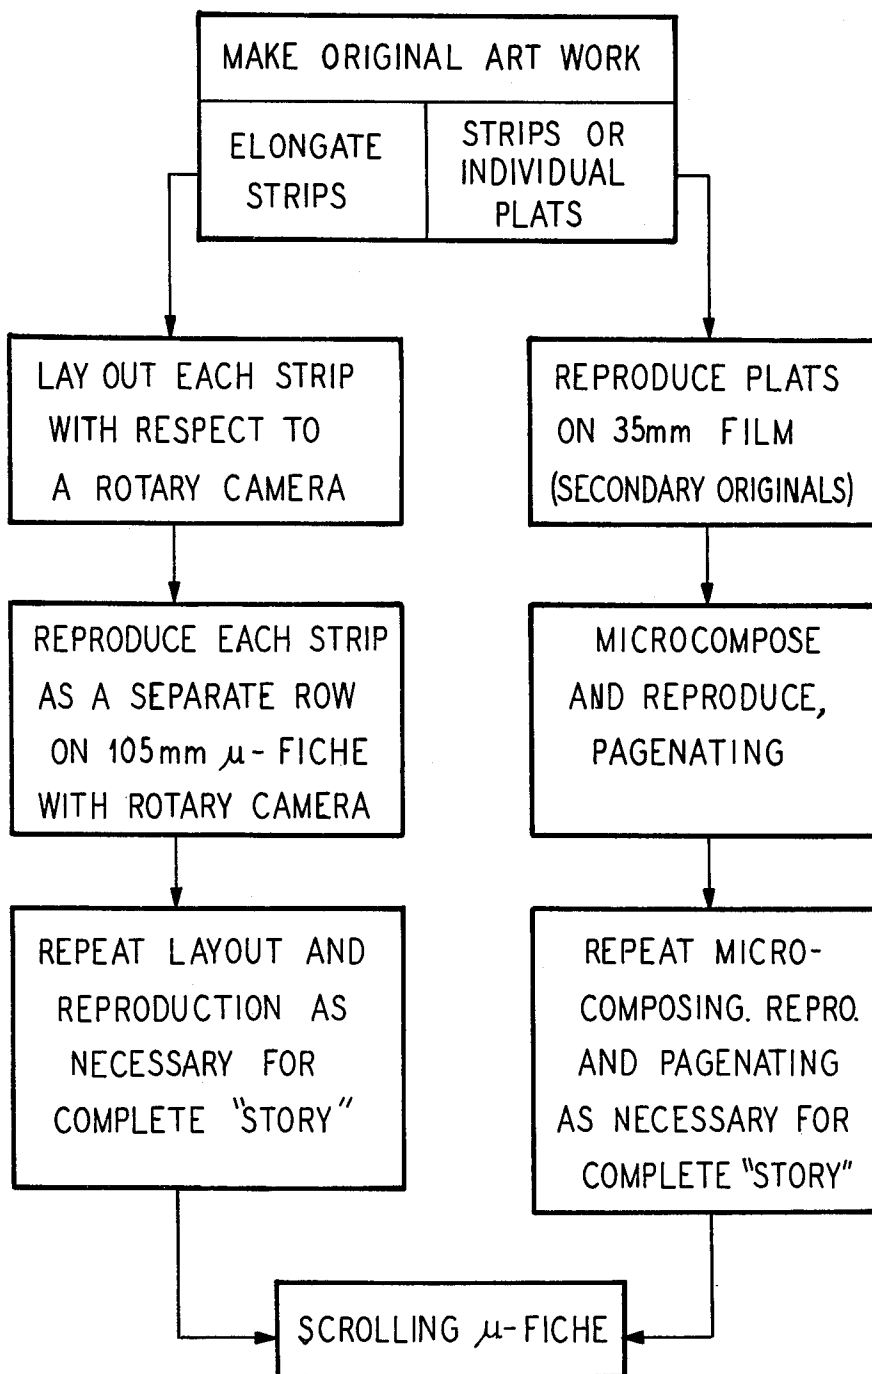 MAKE ORIGINAL ART WORK
ELONGATE
STRIPS
STRIPS OR
INDIVIDUAL
PLATS
LAY OUT EACH STRIP
WITH RESPECT TO
A ROTARY CAMERA
REPRODUCE PLATS
ON 35mm FILM
(SECONDARY ORIGINALS)
REPRODUCE EACH STRIP
AS A SEPARATE ROW
ON 105mm μ-FICHE
WITH ROTARY CAMERA
MICROCOMPOSE
AND REPRODUCE,
PAGENATING
REPEAT LAYOUT AND
REPRODUCTION AS
NECESSARY FOR
COMPLETE "STORY"
REPEAT MICRO-
COMPOSING. REPRO.
AND PAGENATING
AS NECESSARY FOR
COMPLETE "STORY"
SCROLLING μ-FICHE